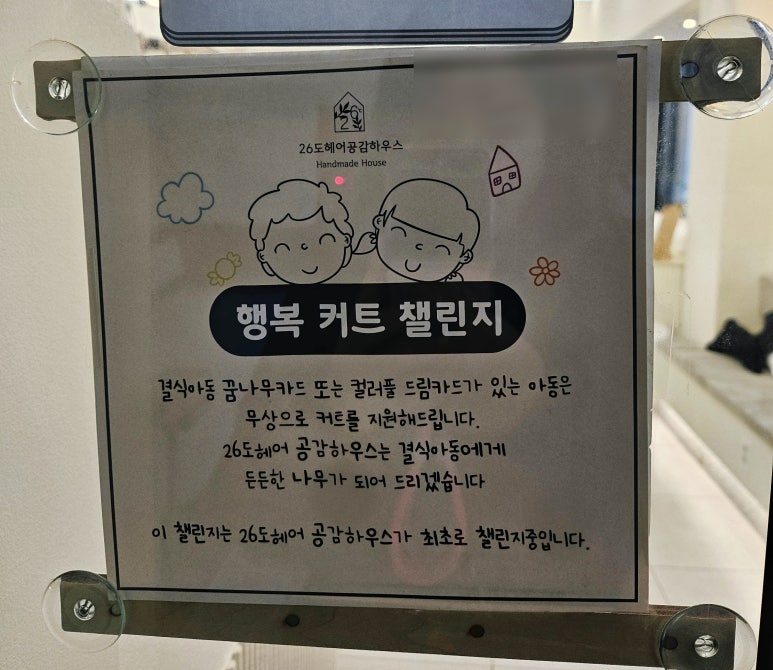 26℃
26도헤어공감하우스
Handmade House
행복 커트 챌린지
결식아동 꿈나무카드 또는 컬러풀 드림카드가 있는 아동은
무상으로 커트를 지원해드립니다.
26도헤어 공감하우스는 결식아동에게
든든한 나무가 되어 드리겠습니다
이 챌린지는 26도헤어 공감하우스가 최초로 챌린지중입니다.